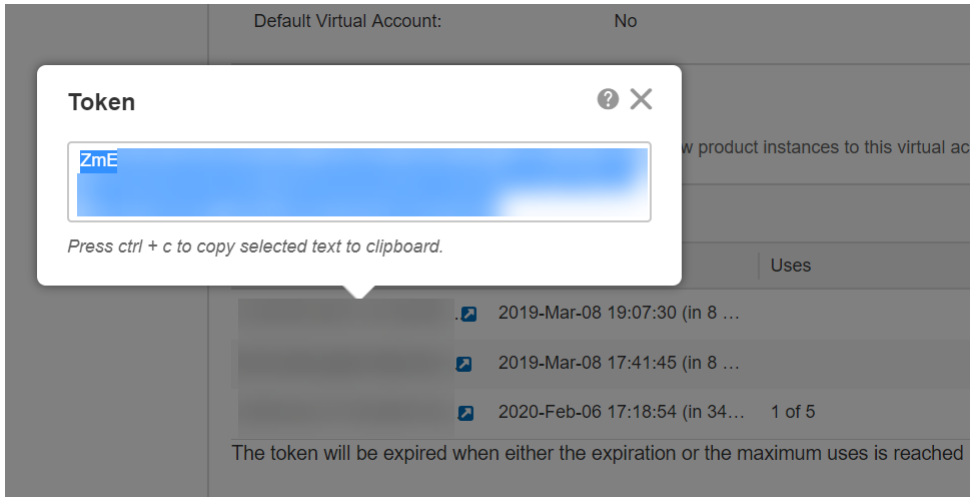 Default Virtual Account: No
Token
ZmE
w product instances to this virtual ac
Press ctrl + c to copy selected text to clipboard.
Uses
2019-Mar-08 19:07:30 (in 8 …
2019-Mar-08 17:41:45 (in 8 …
2020-Feb-06 17:18:54 (in 34… 1 of 5
The token will be expired when either the expiration or the maximum uses is reached